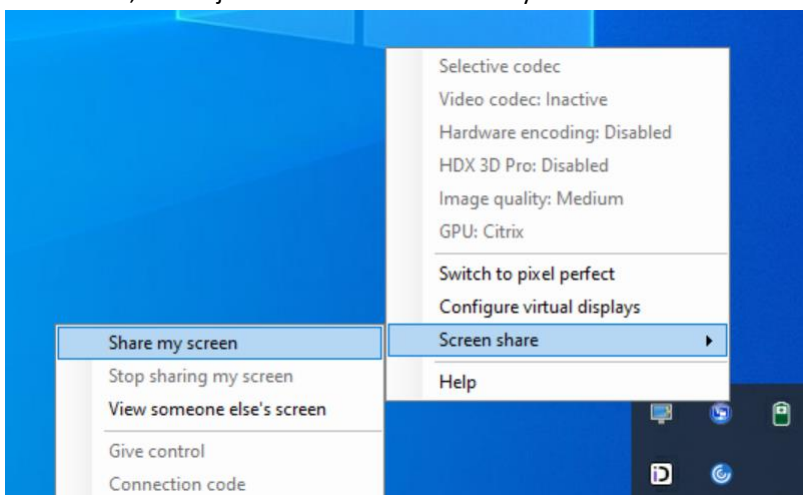 Selective codec
Video codec: Inactive
Hardware encoding: Disabled
HDX 3D Pro: Disabled
Image quality: Medium
GPU: Citrix
Switch to pixel perfect
Configure virtual displays
Screen share
Help
Share my screen
Stop sharing my screen
View someone else's screen
Give control
Connection code